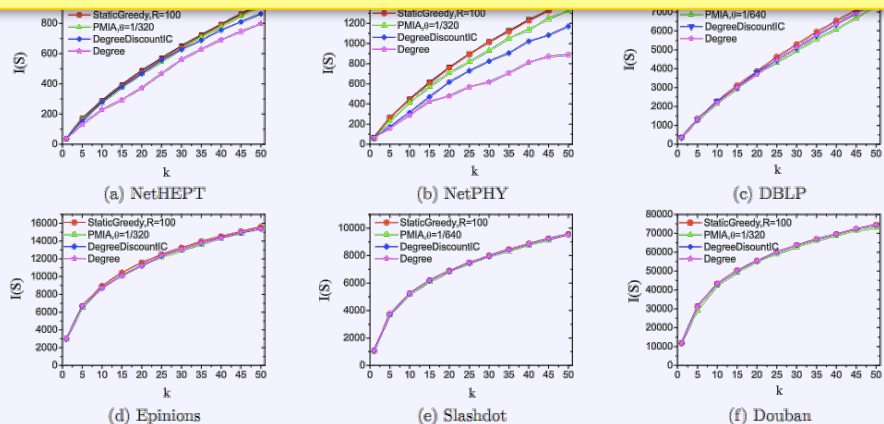 StaticGreedy,R=100
PMIA,θ=1/320
DegreeDiscountIC
Degree
800
600
400
200
0
I(S)
0 5 10 15 20 25 30 35 40 45 50
k
(a) NetHEPT
StaticGreedy,R=100
PMIA,θ=1/320
DegreeDiscountIC
Degree
1200
1000
800
600
400
200
0
I(S)
0 5 10 15 20 25 30 35 40 45 50
k
(b) NetPHY
7000
PMIA,θ=1/640
DegreeDiscountIC
Degree
6000
5000
4000
3000
2000
1000
0
I(S)
0 5 10 15 20 25 30 35 40 45 50
k
(c) DBLP
StaticGreedy,R=100
PMIA,θ=1/320
DegreeDiscountIC
Degree
16000
14000
12000
10000
8000
6000
4000
2000
0
I(S)
0 5 10 15 20 25 30 35 40 45 50
k
(d) Epinions
StaticGreedy,R=100
PMIA,θ=1/640
DegreeDiscountIC
Degree
10000
8000
6000
4000
2000
0
I(S)
0 5 10 15 20 25 30 35 40 45 50
k
(e) Slashdot
StaticGreedy,R=100
PMIA,θ=1/320
DegreeDiscountIC
Degree
80000
70000
60000
50000
40000
30000
20000
10000
0
I(S)
0 5 10 15 20 25 30 35 40 45 50
k
(f) Douban